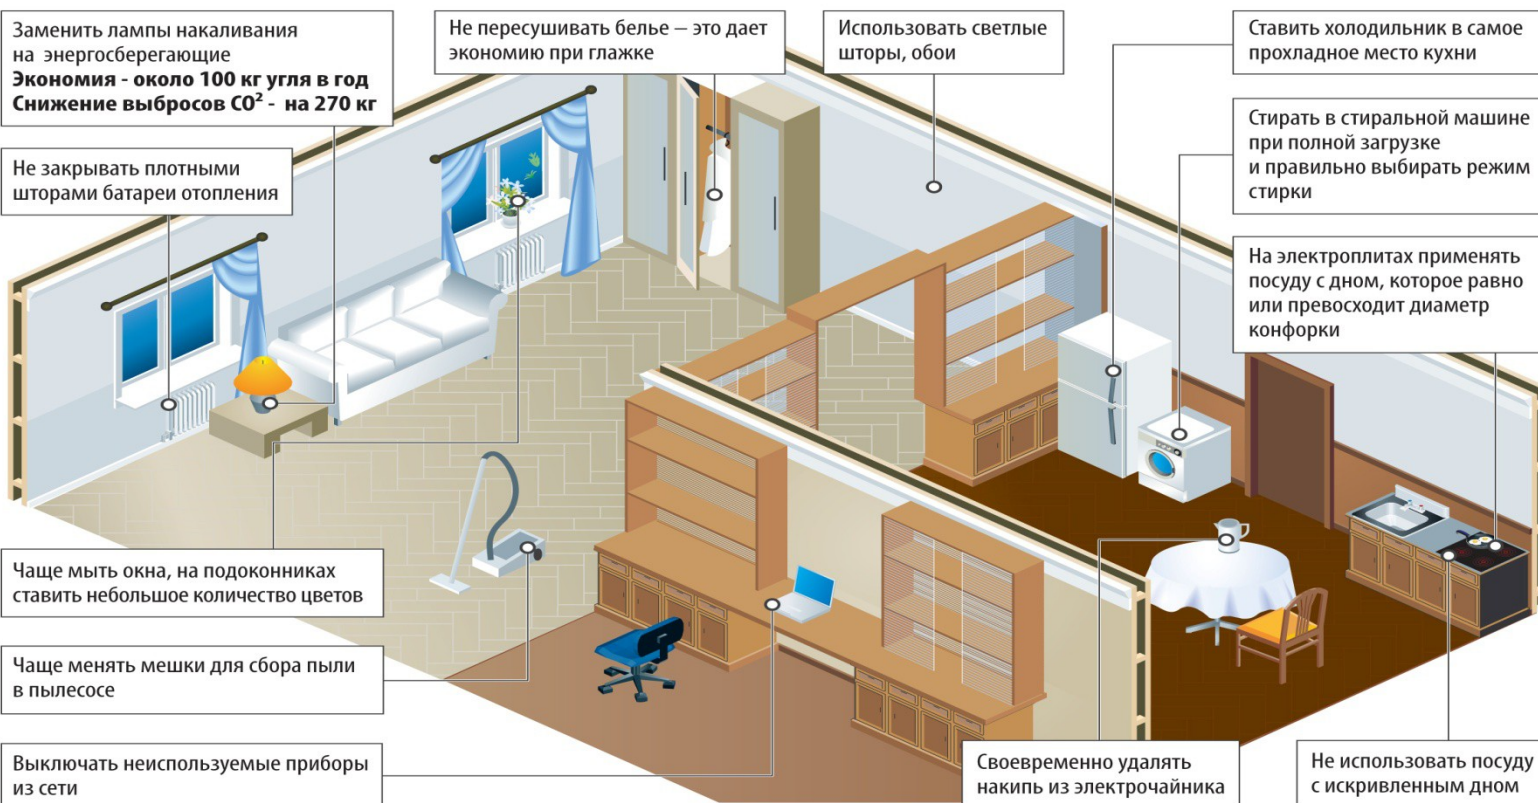 Заменить лампы накаливания
на энергосберегающие
Экономия - около 100 кг угля в год
Снижение выбросов CO² - на 270 кг
Не пересушивать белье – это дает
экономию при глажке
Использовать светлые
шторы, обои
Ставить холодильник в самое
прохладное место кухни
Не закрывать плотными
шторами батареи отопления
Стирать в стиральной машине
при полной загрузке
и правильно выбирать режим
стирки
На электроплитах применять
посуду с дном, которое равно
или превосходит диаметр
конфорки
Чаще мыть окна, на подоконниках
ставить небольшое количество цветов
Чаще менять мешки для сбора пыли
в пылесосе
Выключать неиспользуемые приборы
из сети
Своевременно удалять
накипь из электрочайника
Не использовать посуду
с искривленным дном